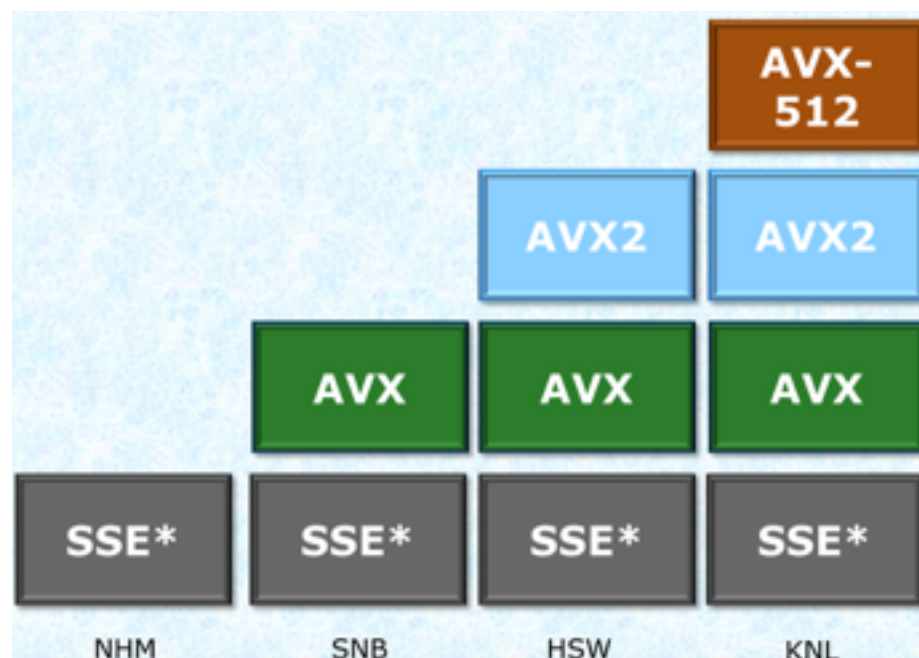 AVX-
512
AVX2 AVX2
AVX AVX AVX
SSE* SSE* SSE* SSE*
NHM SNB HSW KNL